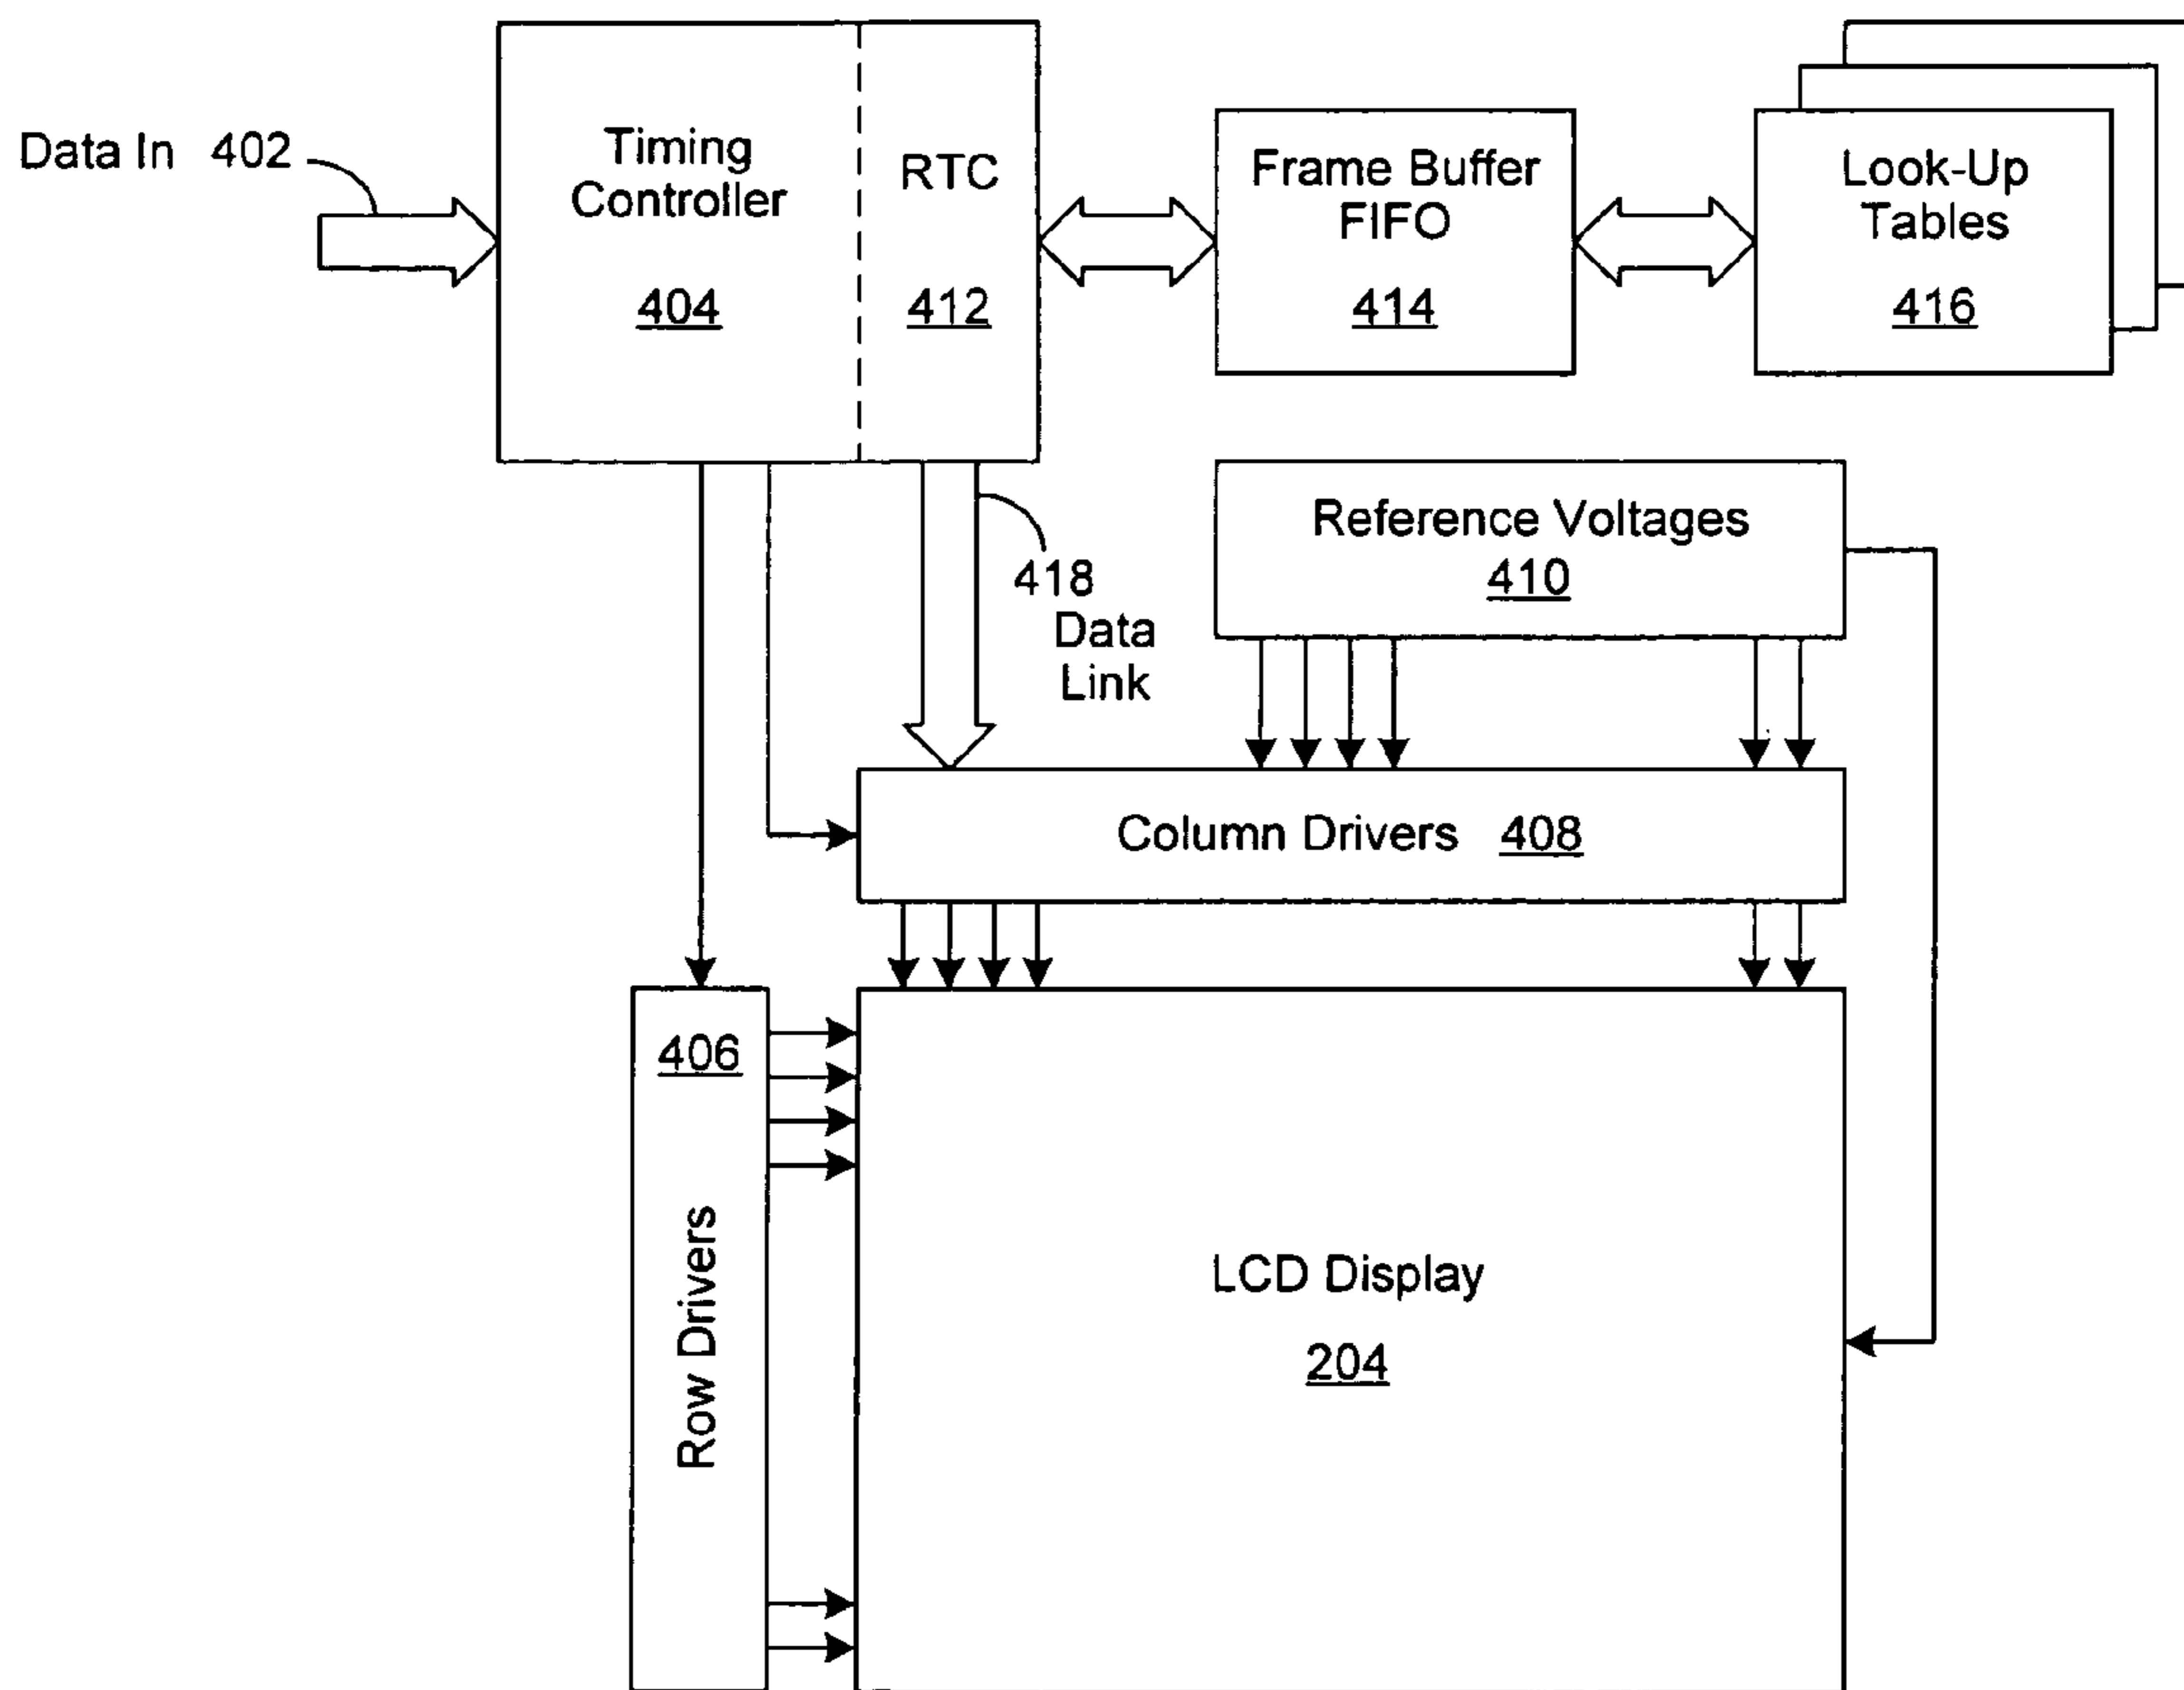 Data In 402
Timing
Controller
404
RTC
412
Frame Buffer
FIFO
414
Look-Up
Tables
416
Reference Voltages
410
418
Data
Link
Column Drivers 408
406
Row Drivers
LCD Display
204